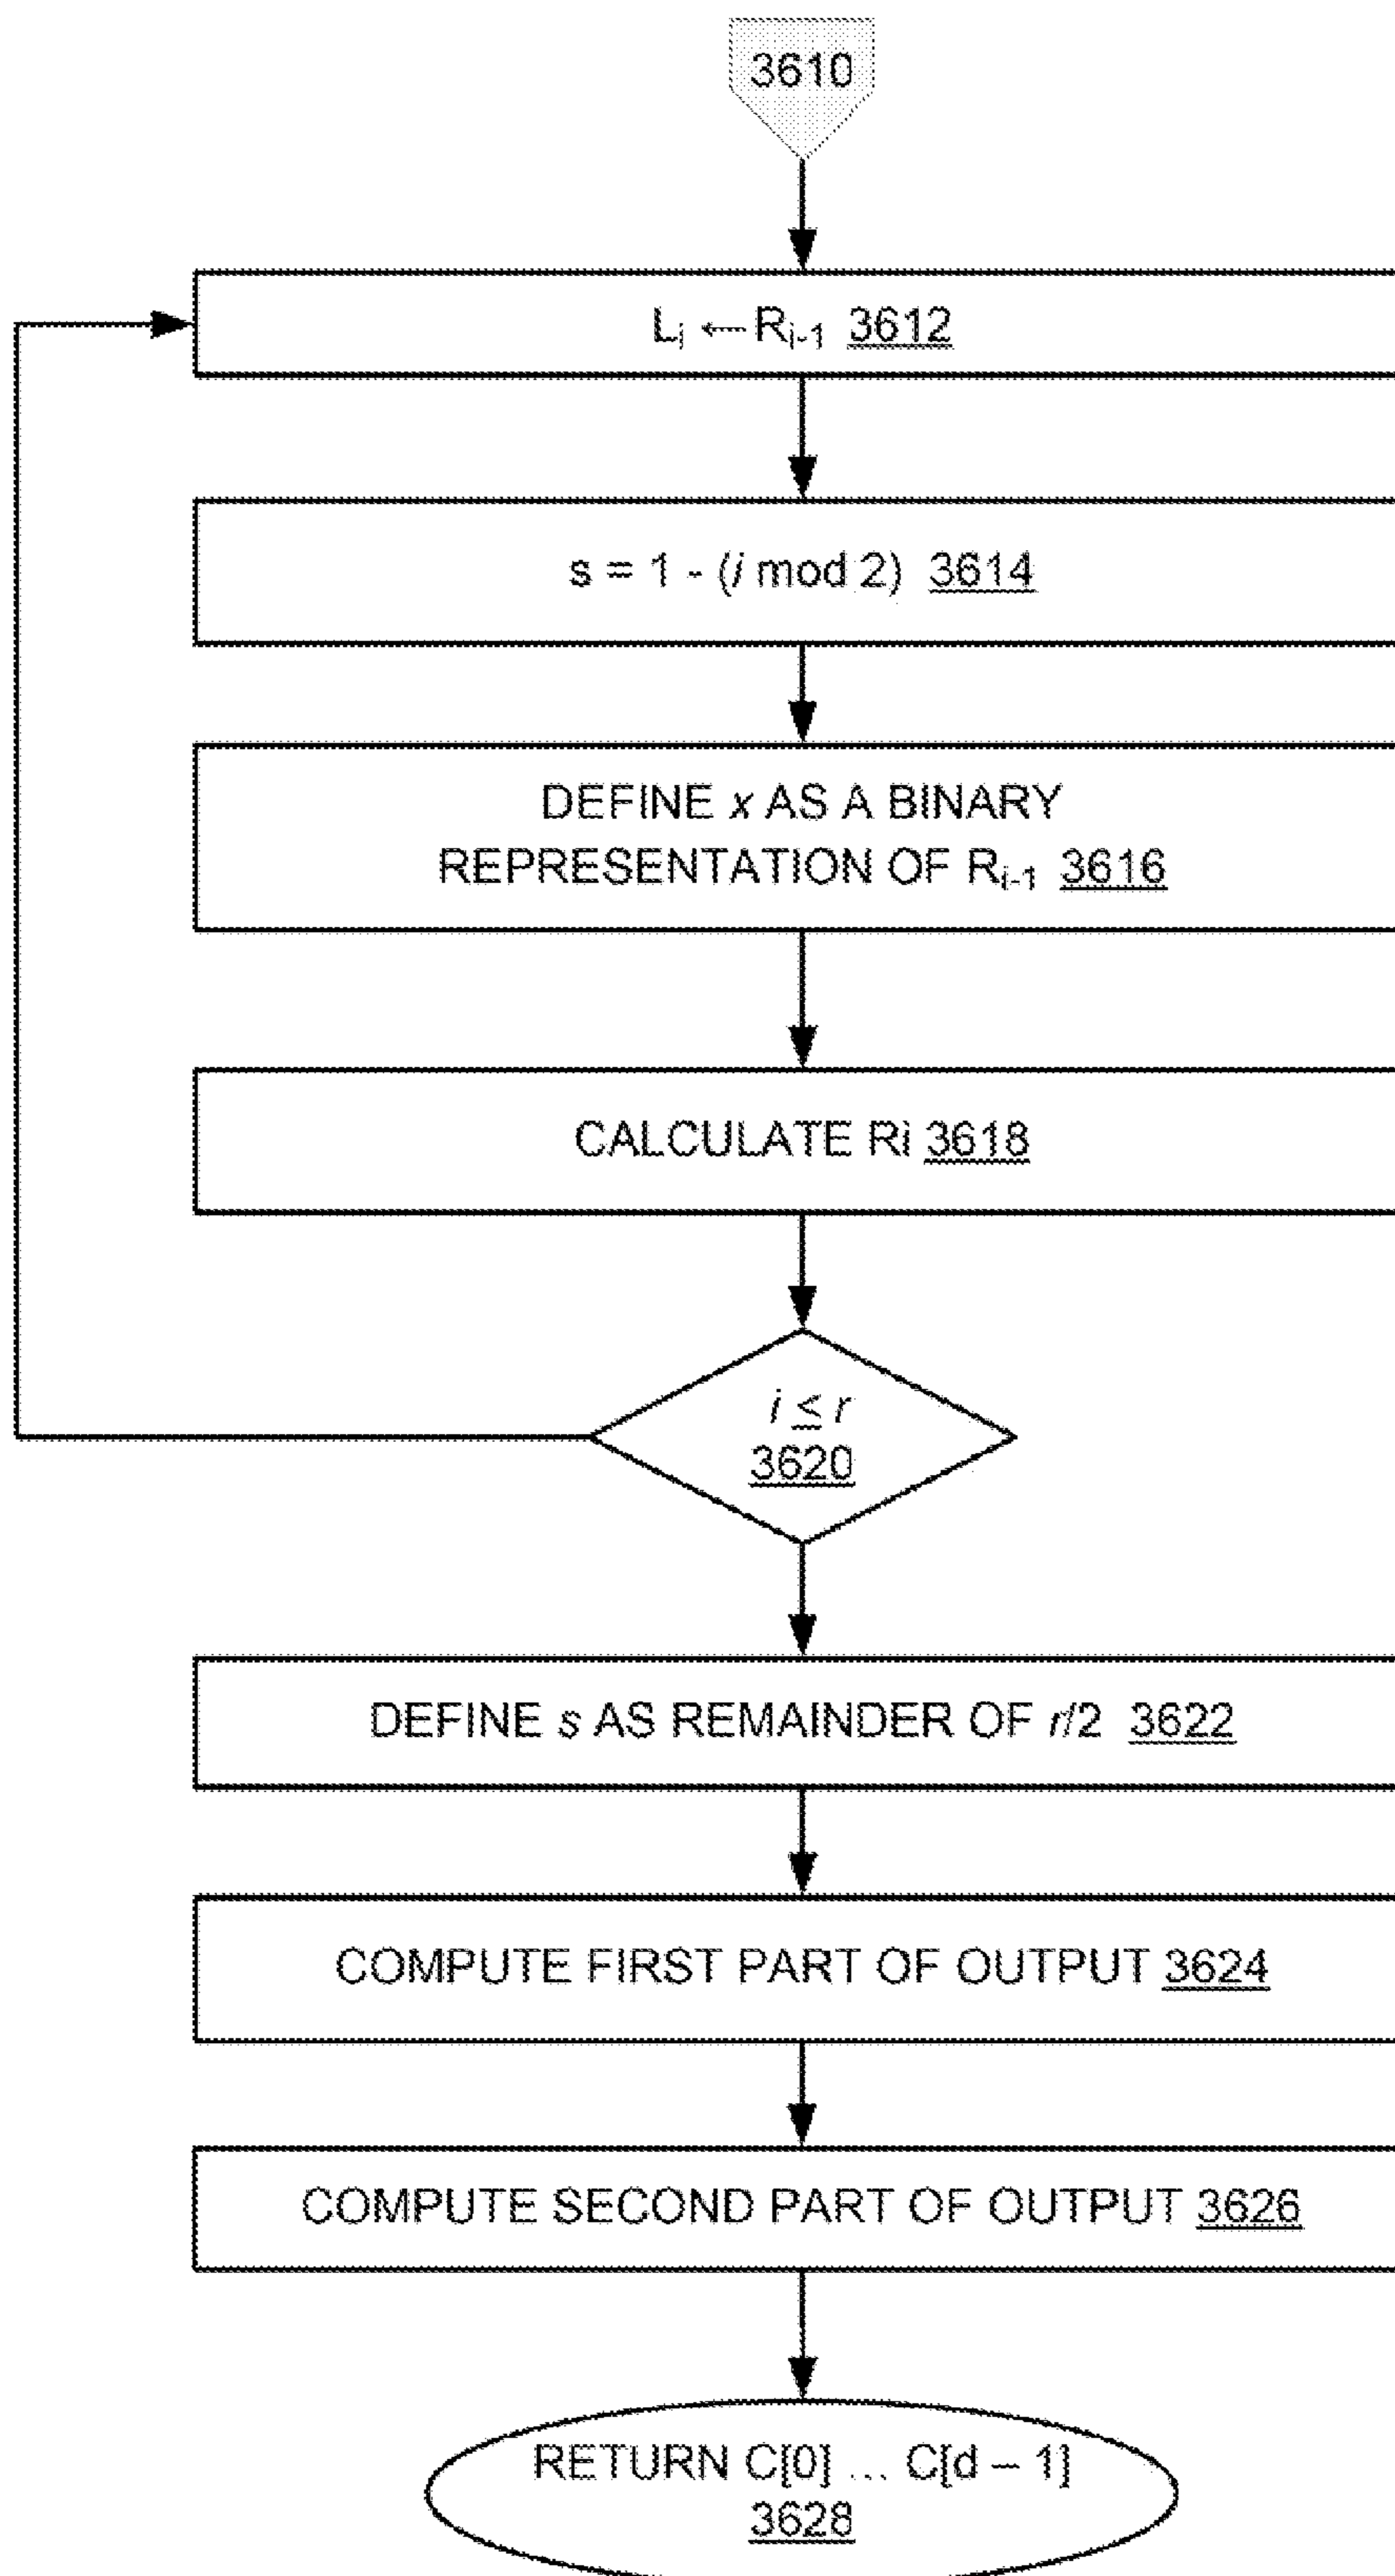 3610
Lᵢ ← Rᵢ₋₁ 3612
s = 1 - (i mod 2) 3614
DEFINE x AS A BINARY
REPRESENTATION OF Rᵢ₋₁ 3616
CALCULATE Ri 3618
i ≤ r
3620
DEFINE s AS REMAINDER OF r/2 3622
COMPUTE FIRST PART OF OUTPUT 3624
COMPUTE SECOND PART OF OUTPUT 3626
RETURN C[0] ... C[d – 1]
3628